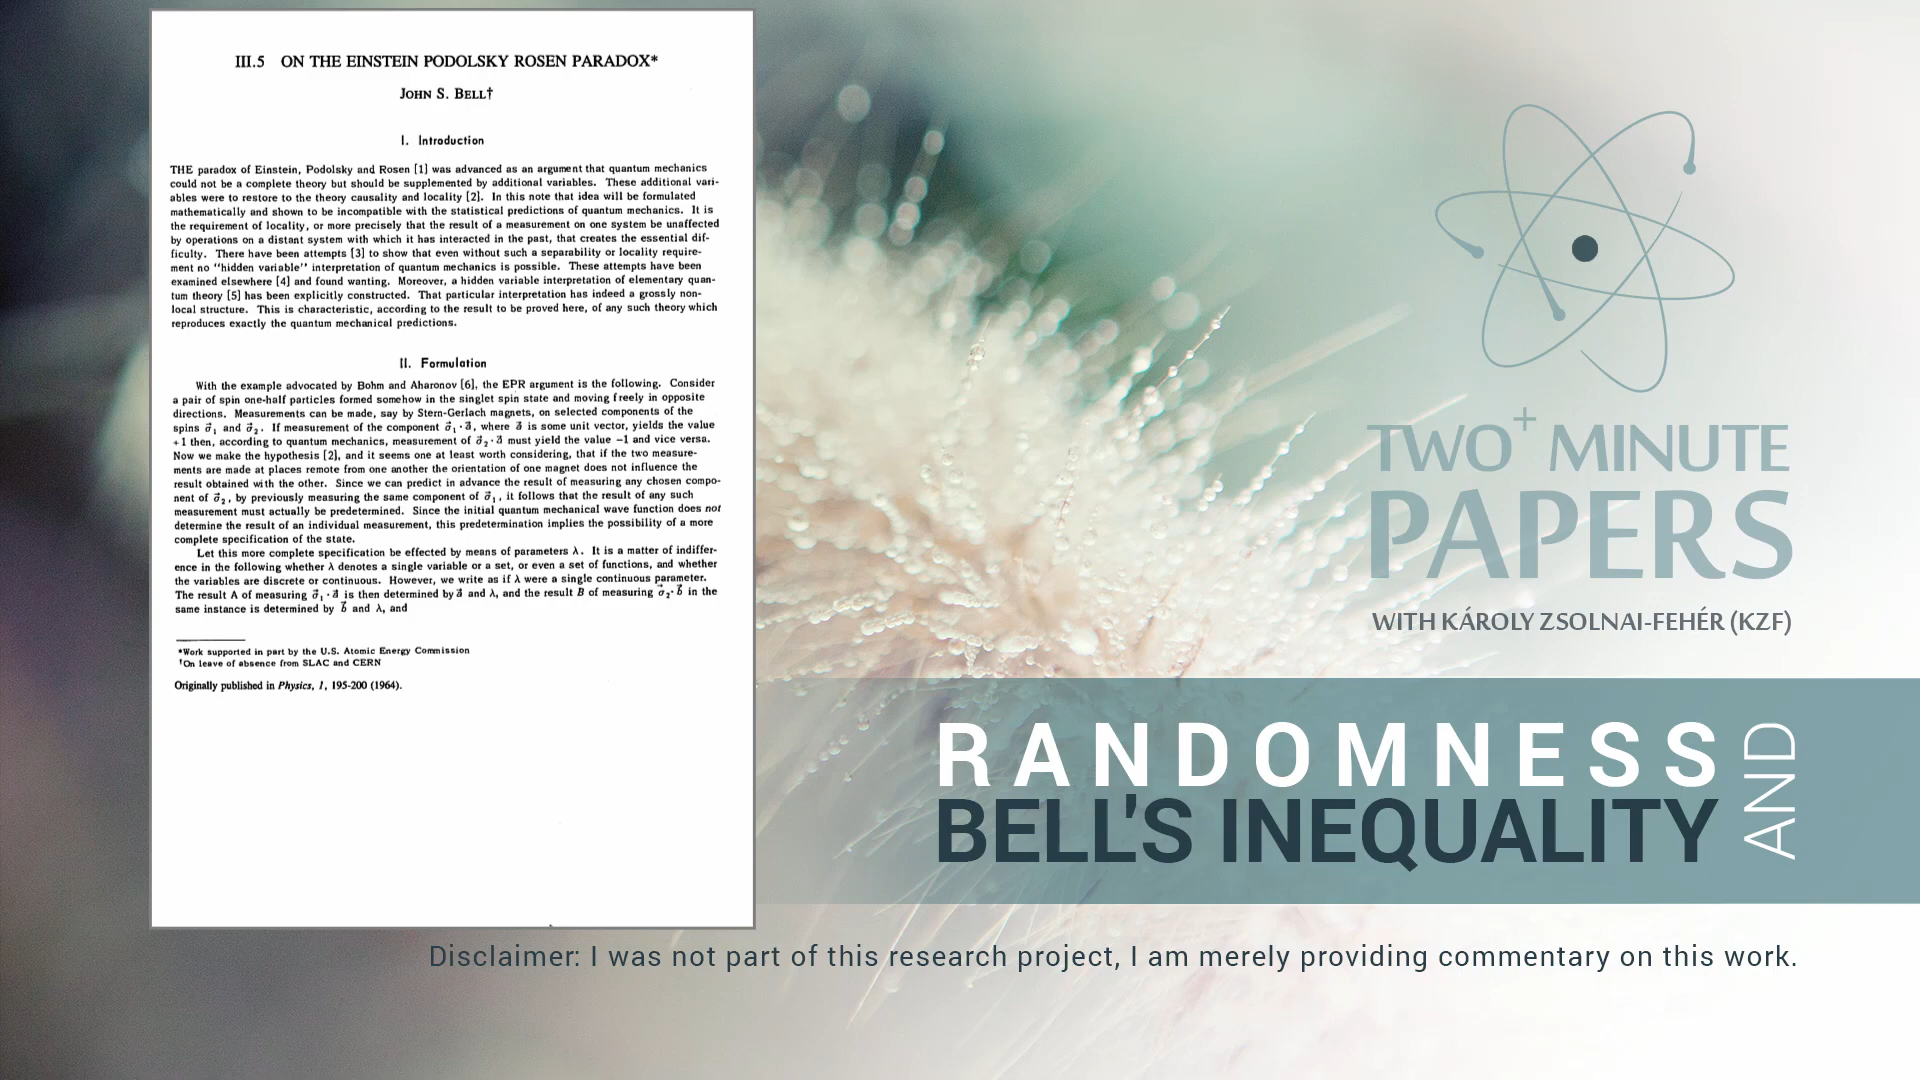 III.5 ON THE EINSTEIN PODOLSKY ROSEN PARADOX*
JOHN S. BELL†
I. Introduction
THE paradox of Einstein, Podolsky and Rosen [1] was advanced as an argument that quantum mechanics
could not be a complete theory but should be supplemented by additional variables. These additional vari-
ables were to restore to the theory causality and locality [2]. In this note that idea will be formulated
mathematically and shown to be incompatible with the statistical predictions of quantum mechanics. It is
the requirement of locality, or more precisely that the result of a measurement on one system be unaffected
by operations on a distant system with which it has interacted in the past, that creates the essential dif-
ficulty. There have been attempts [3] to show that even without such a separability or locality require-
ment no "hidden variable" interpretation of quantum mechanics is possible. These attempts have been
examined elsewhere [4] and found wanting. Moreover, a hidden variable interpretation of elementary quan-
tum theory [5] has been explicitly constructed. That particular interpretation has indeed a grossly non-
local structure. This is characteristic, according to the result to be proved here, of any such theory which
reproduces exactly the quantum mechanical predictions.
II. Formulation
With the example advocated by Bohm and Aharonov [6], the EPR argument is the following. Consider
a pair of spin one-half particles formed somehow in the singlet spin state and moving freely in opposite
directions. Measurements can be made, say by Stern-Gerlach magnets, on selected components of the
spins σ⃗₁ and σ⃗₂. If measurement of the component σ⃗₁·a⃗, where a⃗ is some unit vector, yields the value
+1 then, according to quantum mechanics, measurement of σ⃗₂·a⃗ must yield the value −1 and vice versa.
Now we make the hypothesis [2], and it seems one at least worth considering, that if the two measure-
ments are made at places remote from one another the orientation of one magnet does not influence the
result obtained with the other. Since we can predict in advance the result of measuring any chosen compo-
nent of σ⃗₂, by previously measuring the same component of σ⃗₁, it follows that the result of any such
measurement must actually be predetermined. Since the initial quantum mechanical wave function does not
determine the result of an individual measurement, this predetermination implies the possibility of a more
complete specification of the state.
Let this more complete specification be effected by means of parameters λ. It is a matter of indiffer-
ence in the following whether λ denotes a single variable or a set, or even a set of functions, and whether
the variables are discrete or continuous. However, we write as if λ were a single continuous parameter.
The result A of measuring σ⃗₁·a⃗ is then determined by a⃗ and λ, and the result B of measuring σ⃗₂·b⃗ in the
same instance is determined by b⃗ and λ, and
*Work supported in part by the U.S. Atomic Energy Commission
†On leave of absence from SLAC and CERN
Originally published in Physics, 1, 195-200 (1964).
TWO+ MINUTE
PAPERS
WITH KÁROLY ZSOLNAI-FEHÉR (KZF)
RANDOMNESS
AND
BELL'S INEQUALITY
Disclaimer: I was not part of this research project, I am merely providing commentary on this work.